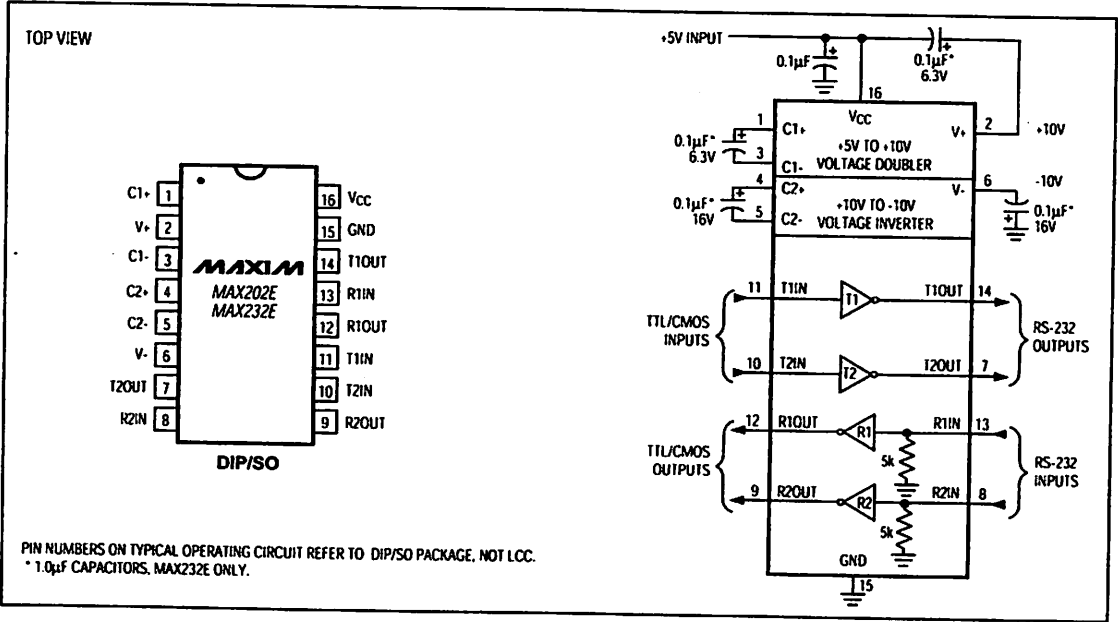 TOP VIEW
C1+ 1
V+ 2
C1- 3
C2+ 4
C2- 5
V- 6
T2OUT 7
R2IN 8
16 VCC
15 GND
14 T1OUT
13 R1IN
12 R1OUT
11 T1IN
10 T2IN
9 R2OUT
MAXIM
MAX202E
MAX232E
DIP/SO
+5V INPUT
0.1µF
+
0.1µF*
6.3V
+
16
VCC
1 C1+
0.1µF*
6.3V
+
3 C1-
+5V TO +10V
VOLTAGE DOUBLER
V+ 2 +10V
4 C2+
0.1µF*
16V
+
5 C2-
+10V TO -10V
VOLTAGE INVERTER
V- 6 -10V
0.1µF*
16V
+
TTL/CMOS
INPUTS
11 T1IN T1 T1OUT 14
10 T2IN T2 T2OUT 7
RS-232
OUTPUTS
TTL/CMOS
OUTPUTS
12 R1OUT R1 R1IN 13
5k
9 R2OUT R2 R2IN 8
5k
RS-232
INPUTS
GND
15
PIN NUMBERS ON TYPICAL OPERATING CIRCUIT REFER TO DIP/SO PACKAGE, NOT LCC.
* 1.0µF CAPACITORS, MAX232E ONLY.